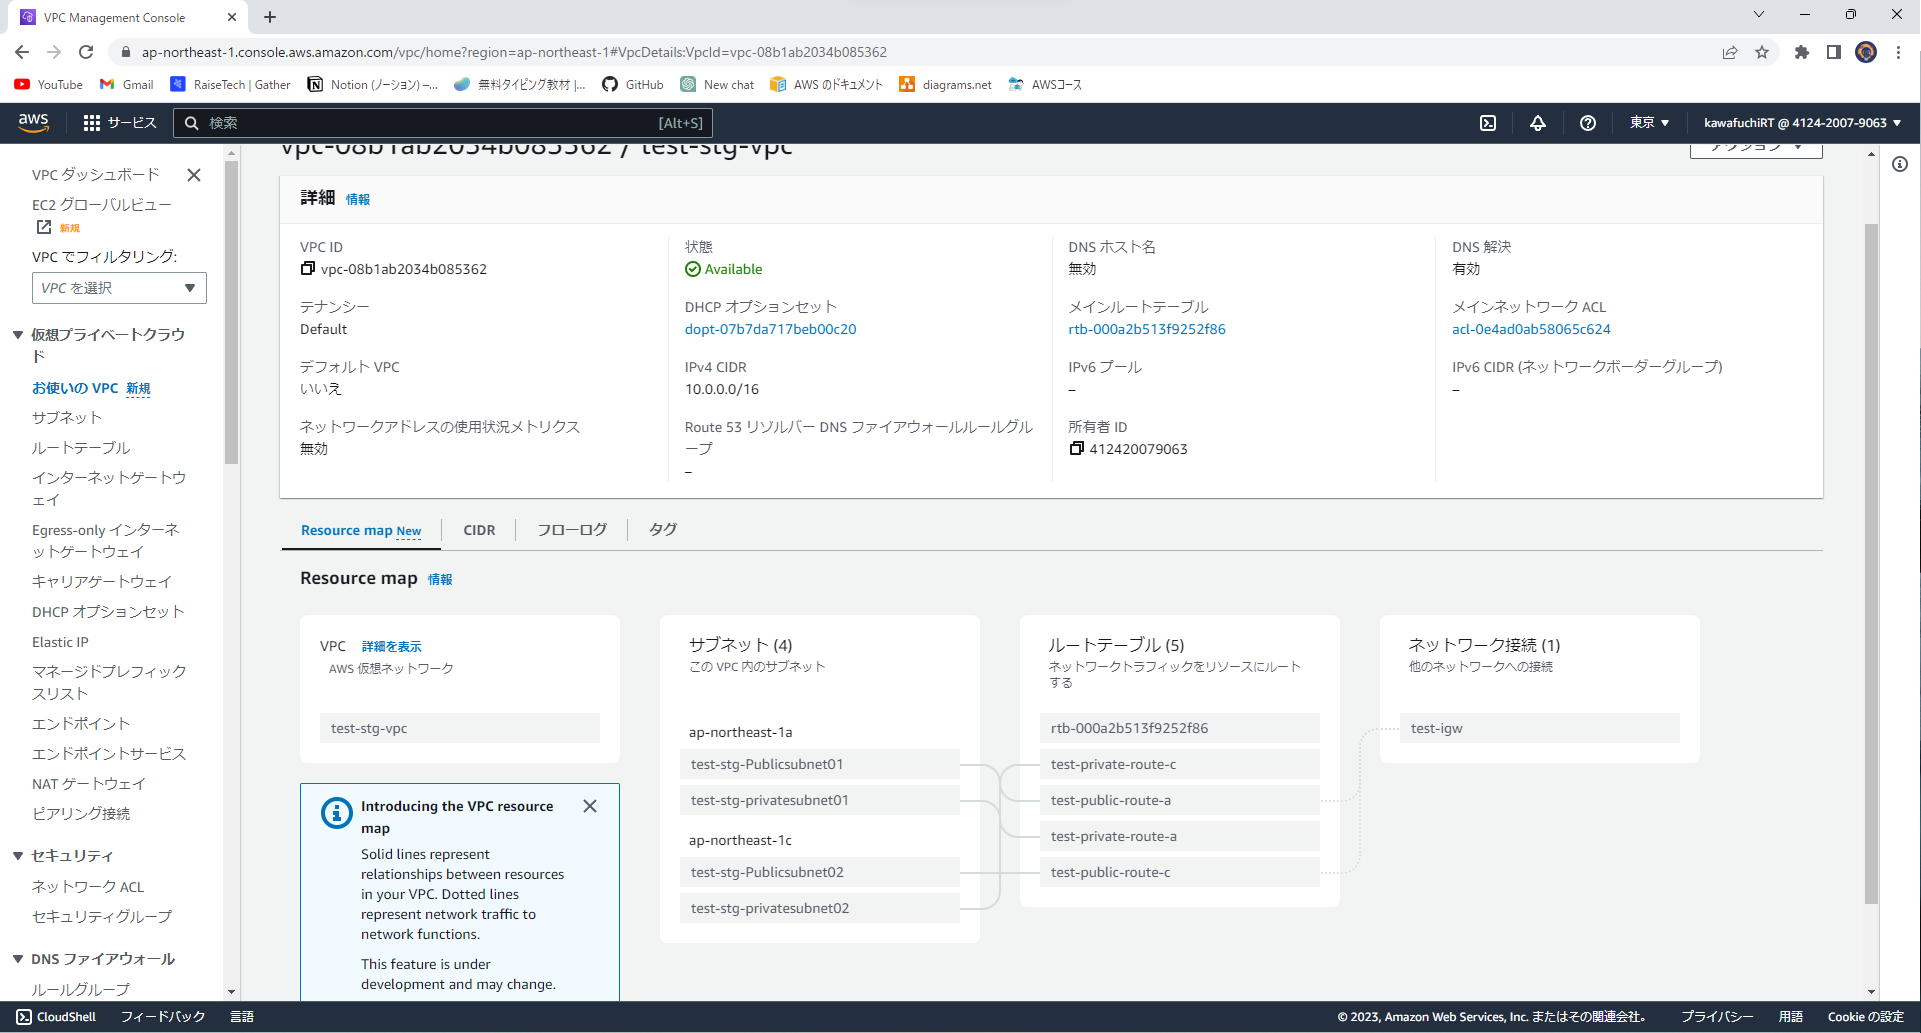 VPC Management Console
ap-northeast-1.console.aws.amazon.com/vpc/home?region=ap-northeast-1#VpcDetails:VpcId=vpc-08b1ab2034b085362
YouTube Gmail RaiseTech | Gather Notion (ノーション) –... 無料タイピング教材 |... GitHub New chat AWS のドキュメント diagrams.net AWSコース
aws サービス 検索 [Alt+S] 東京 kawafuchiRT @ 4124-2007-9063
vpc-08b1ab2034b085362 / test-stg-vpc
アクション
VPC ダッシュボード
EC2 グローバルビュー
新規
VPC でフィルタリング:
VPC を選択
仮想プライベートクラウ
ド
お使いの VPC 新規
サブネット
ルートテーブル
インターネットゲートウ
ェイ
Egress-only インターネ
ットゲートウェイ
キャリアゲートウェイ
DHCP オプションセット
Elastic IP
マネージドプレフィック
スリスト
エンドポイント
エンドポイントサービス
NAT ゲートウェイ
ピアリング接続
セキュリティ
ネットワーク ACL
セキュリティグループ
DNS ファイアウォール
ルールグループ
詳細 情報
VPC ID
vpc-08b1ab2034b085362
状態
Available
DNS ホスト名
無効
DNS 解決
有効
テナンシー
Default
DHCP オプションセット
dopt-07b7da717beb00c20
メインルートテーブル
rtb-000a2b513f9252f86
メインネットワーク ACL
acl-0e4ad0ab58065c624
デフォルト VPC
いいえ
IPv4 CIDR
10.0.0.0/16
IPv6 プール
–
IPv6 CIDR (ネットワークボーダーグループ)
–
ネットワークアドレスの使用状況メトリクス
無効
Route 53 リゾルバー DNS ファイアウォールルールグル
ープ
–
所有者 ID
412420079063
Resource map New CIDR フローログ タグ
Resource map 情報
VPC 詳細を表示
AWS 仮想ネットワーク
test-stg-vpc
Introducing the VPC resource
map
Solid lines represent
relationships between resources
in your VPC. Dotted lines
represent network traffic to
network functions.
This feature is under
development and may change.
サブネット (4)
この VPC 内のサブネット
ap-northeast-1a
test-stg-Publicsubnet01
test-stg-privatesubnet01
ap-northeast-1c
test-stg-Publicsubnet02
test-stg-privatesubnet02
ルートテーブル (5)
ネットワークトラフィックをリソースにルート
する
rtb-000a2b513f9252f86
test-private-route-c
test-public-route-a
test-private-route-a
test-public-route-c
ネットワーク接続 (1)
他のネットワークへの接続
test-igw
CloudShell フィードバック 言語 © 2023, Amazon Web Services, Inc. またはその関連会社。 プライバシー 用語 Cookie の設定